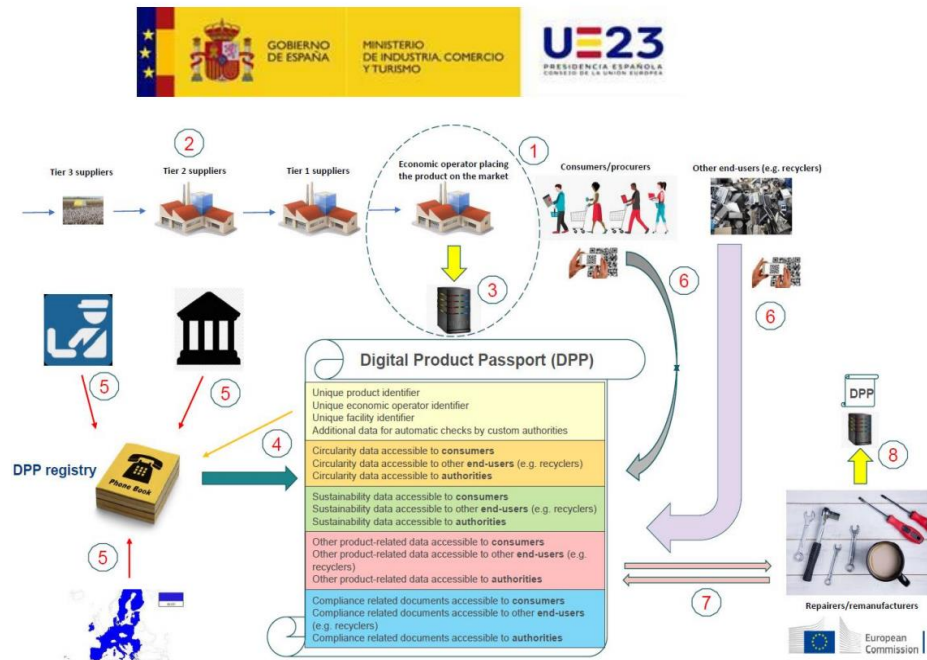 GOBIERNO
DE ESPAÑA
MINISTERIO
DE INDUSTRIA, COMERCIO
Y TURISMO
UE23
PRESIDENCIA ESPAÑOLA
CONSEJO DE LA UNIÓN EUROPEA
2
1
Tier 3 suppliers
Tier 2 suppliers
Tier 1 suppliers
Economic operator placing
the product on the market
Consumers/procurers
Other end-users (e.g. recyclers)
3
6
6
5
5
Digital Product Passport (DPP)
Unique product identifier
Unique economic operator identifier
Unique facility identifier
Additional data for automatic checks by custom authorities
DPP
4
8
DPP registry
Phone Book
Circularity data accessible to consumers
Circularity data accessible to other end-users (e.g. recyclers)
Circularity data accessible to authorities
Sustainability data accessible to consumers
Sustainability data accessible to other end-users (e.g. recyclers)
Sustainability data accessible to authorities
Other product-related data accessible to consumers
Other product-related data accessible to other end-users (e.g.
recyclers)
Other product-related data accessible to authorities
5
7
Compliance related documents accessible to consumers
Compliance related documents accessible to other end-users
(e.g. recyclers)
Compliance related documents accessible to authorities
Repairers/remanufacturers
European
Commission